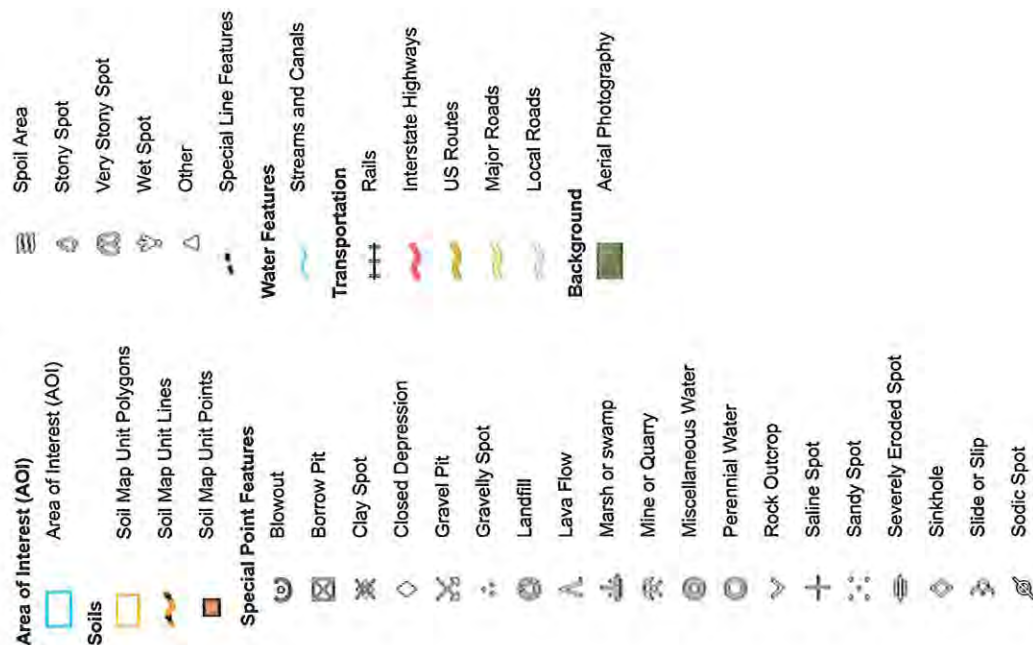 Area of Interest (AOI)
Area of Interest (AOI)
Soils
Soil Map Unit Polygons
Soil Map Unit Lines
Soil Map Unit Points
Special Point Features
Blowout
Borrow Pit
Clay Spot
Closed Depression
Gravel Pit
Gravelly Spot
Landfill
Lava Flow
Marsh or swamp
Mine or Quarry
Miscellaneous Water
Perennial Water
Rock Outcrop
Saline Spot
Sandy Spot
Severely Eroded Spot
Sinkhole
Slide or Slip
Sodic Spot
Spoil Area
Stony Spot
Very Stony Spot
Wet Spot
Other
Special Line Features
Water Features
Streams and Canals
Transportation
Rails
Interstate Highways
US Routes
Major Roads
Local Roads
Background
Aerial Photography